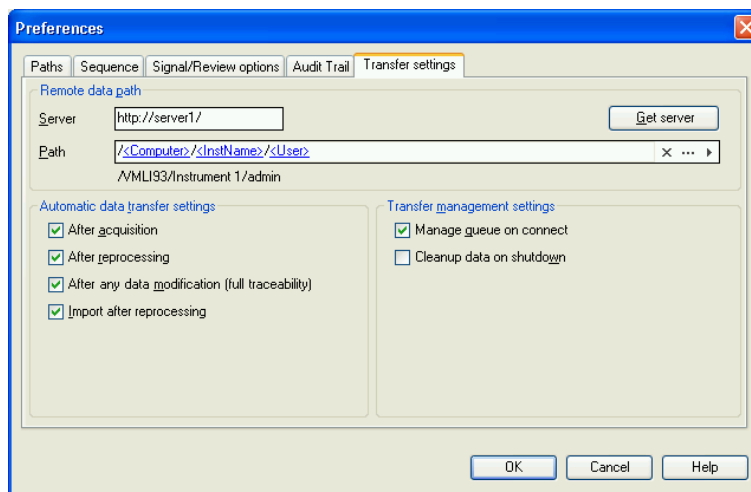 Preferences
Paths Sequence Signal/Review options Audit Trail Transfer settings
Remote data path
Server http://server1/ Get server
Path /<Computer>/<InstName>/<User>
/VMLI93/Instrument 1/admin
Automatic data transfer settings
After acquisition
After reprocessing
After any data modification (full traceability)
Import after reprocessing
Transfer management settings
Manage queue on connect
Cleanup data on shutdown
OK Cancel Help